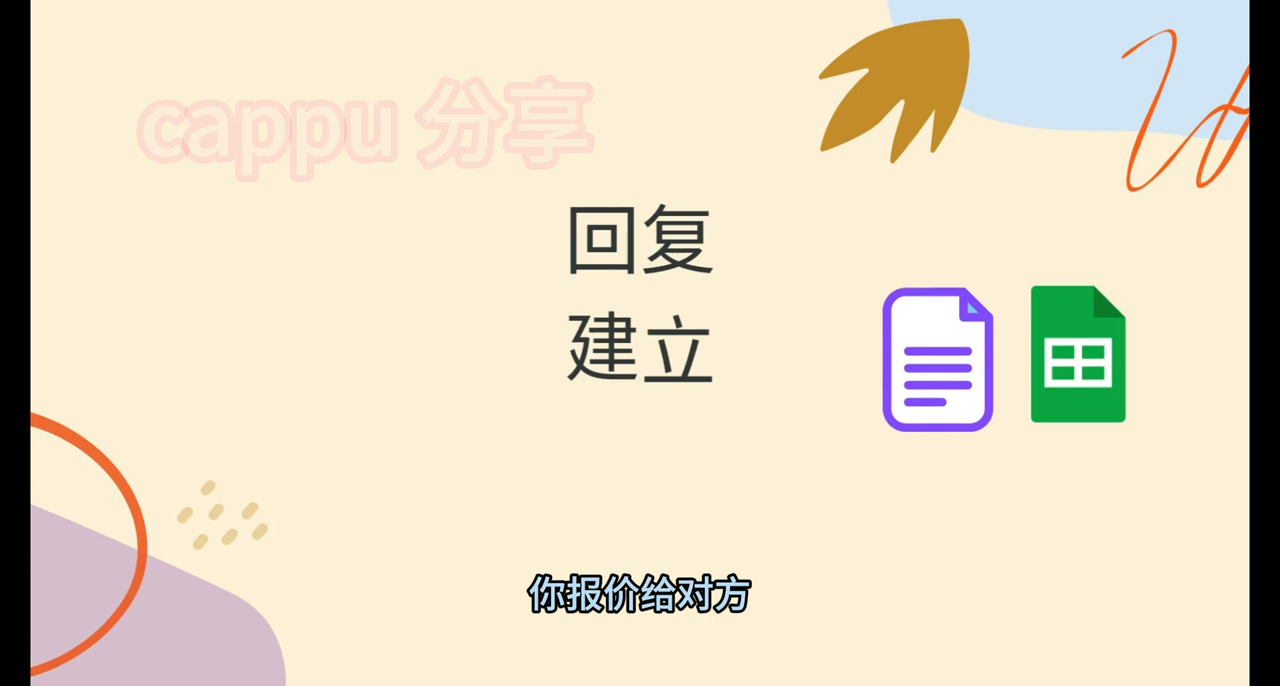 cappu 分享
回复
建立
你报价给对方